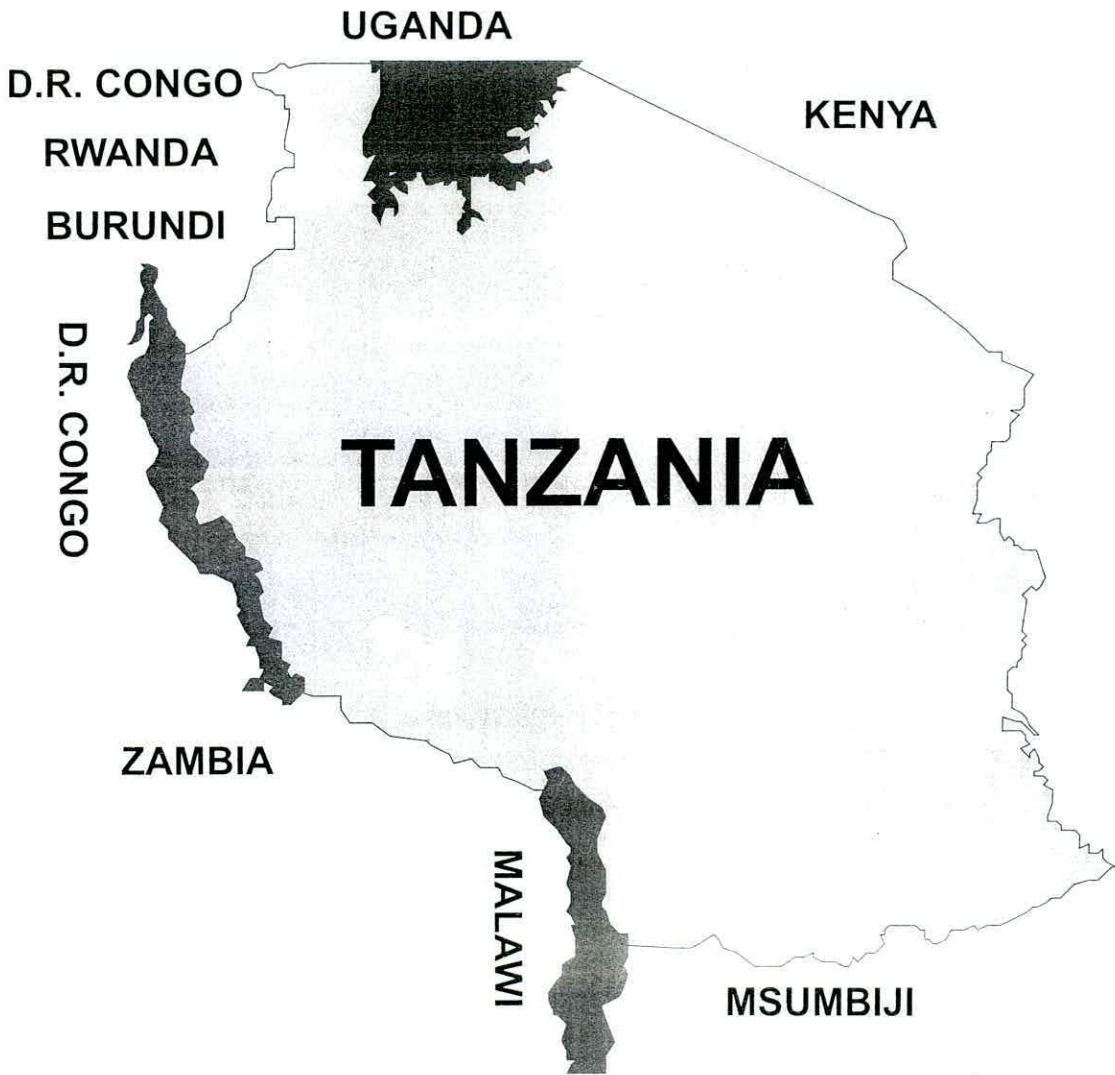 UGANDA
D.R. CONGO
KENYA
RWANDA
BURUNDI
D.R. CONGO
TANZANIA
ZAMBIA
MALAWI
MSUMBIJI